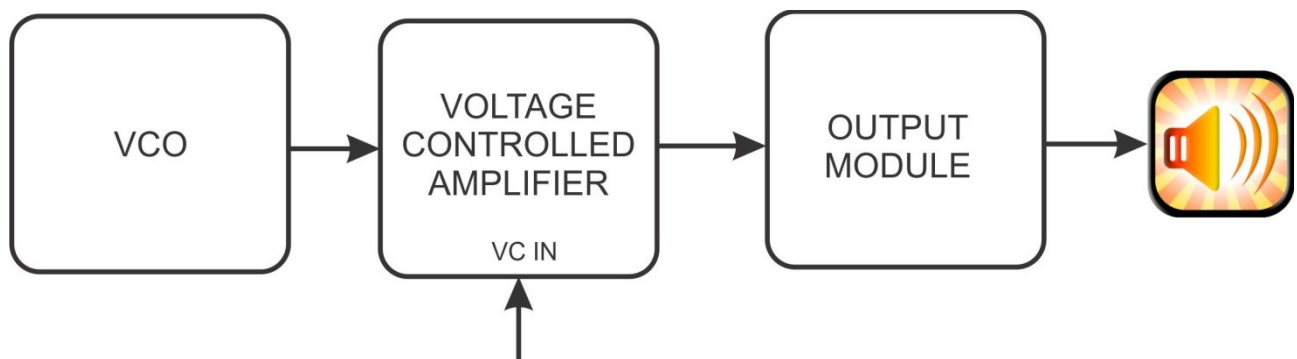 VCO
VOLTAGE
CONTROLLED
AMPLIFIER
VC IN
OUTPUT
MODULE